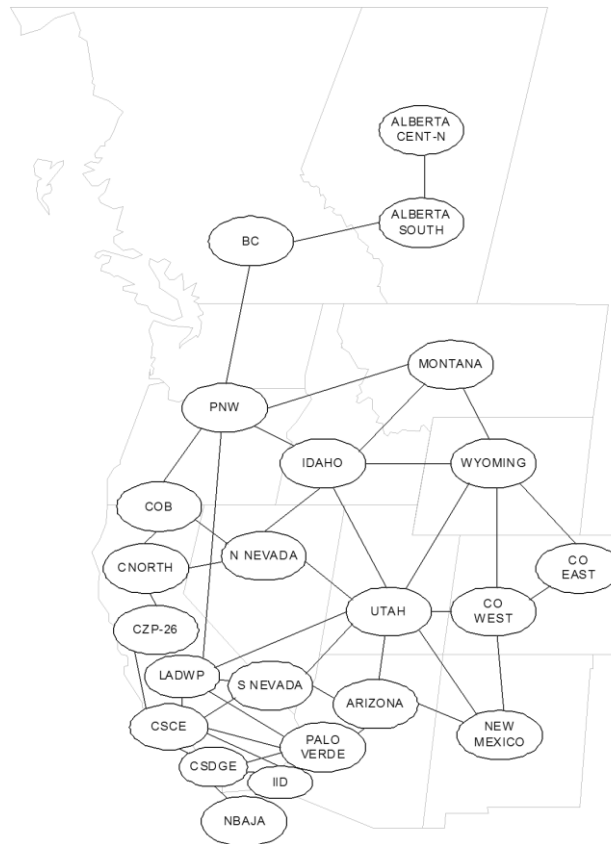 ALBERTA
CENT-N
ALBERTA
SOUTH
BC
MONTANA
PNW
IDAHO
WYOMING
COB
N NEVADA
CNORTH
CO
EAST
UTAH
CO
WEST
CZP-26
LADWP
S NEVADA
ARIZONA
CSCE
NEW
MEXICO
PALO
VERDE
CSDGE
IID
NBAJA